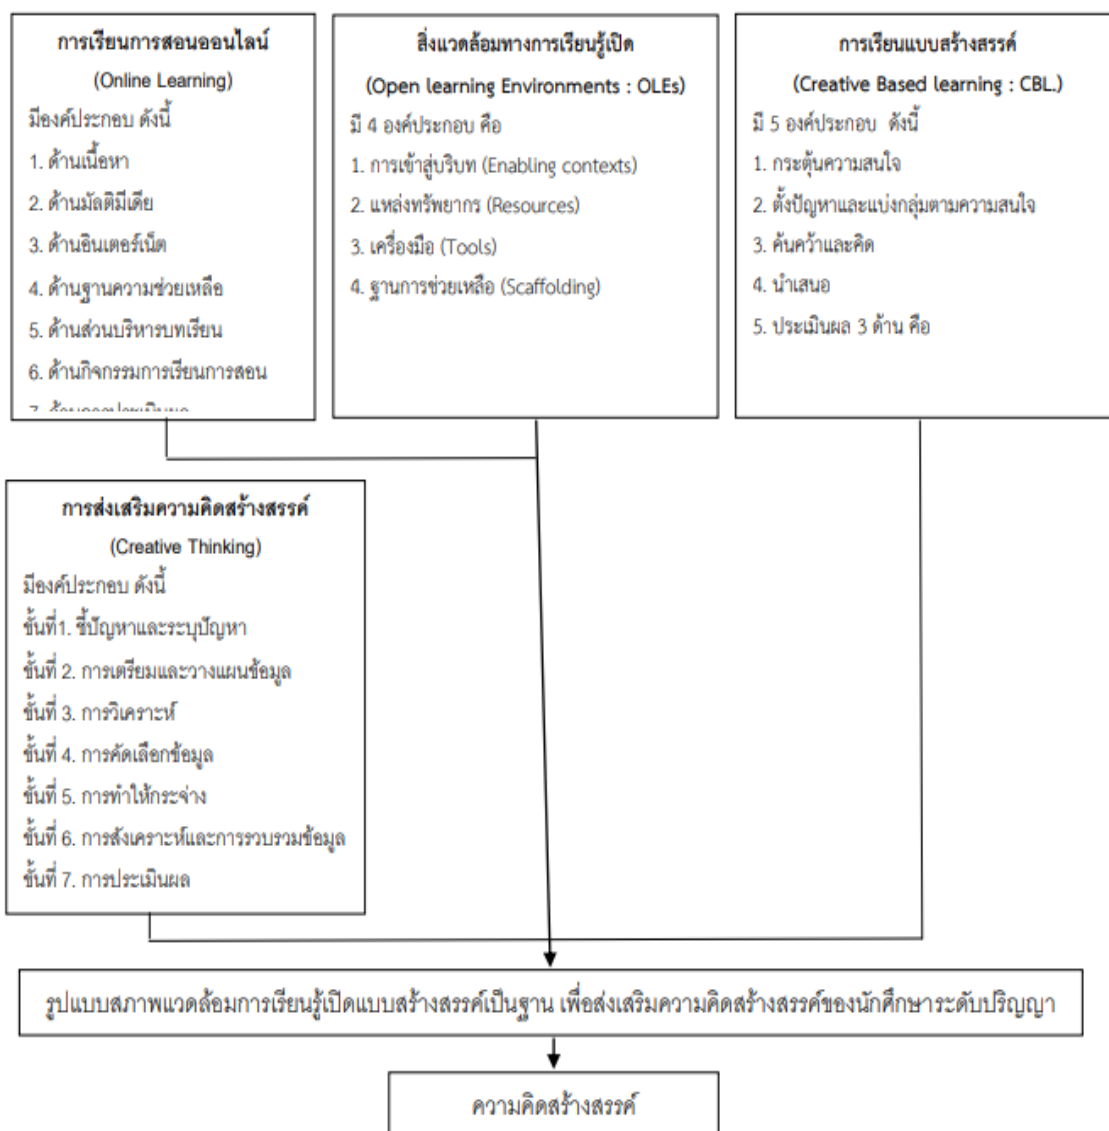 การเรียนการสอนออนไลน์
(Online Learning)
มีองค์ประกอบ ดังนี้
1. ด้านเนื้อหา
2. ด้านมัลติมีเดีย
3. ด้านอินเตอร์เน็ต
4. ด้านฐานความช่วยเหลือ
5. ด้านส่วนบริหารบทเรียน
6. ด้านกิจกรรมการเรียนการสอน
สิ่งแวดล้อมทางการเรียนรู้เปิด
(Open learning Environments : OLEs)
มี 4 องค์ประกอบ คือ
1. การเข้าสู่บริบท (Enabling contexts)
2. แหล่งทรัพยากร (Resources)
3. เครื่องมือ (Tools)
4. ฐานการช่วยเหลือ (Scaffolding)
การเรียนแบบสร้างสรรค์
(Creative Based learning : CBL.)
มี 5 องค์ประกอบ ดังนี้
1. กระตุ้นความสนใจ
2. ตั้งปัญหาและแบ่งกลุ่มตามความสนใจ
3. ค้นคว้าและคิด
4. นำเสนอ
5. ประเมินผล 3 ด้าน คือ
การส่งเสริมความคิดสร้างสรรค์
(Creative Thinking)
มีองค์ประกอบ ดังนี้
ขั้นที่1. ชี้ปัญหาและระบุปัญหา
ขั้นที่ 2. การเตรียมและวางแผนข้อมูล
ขั้นที่ 3. การวิเคราะห์
ขั้นที่ 4. การคัดเลือกข้อมูล
ขั้นที่ 5. การทำให้กระจ่าง
ขั้นที่ 6. การสังเคราะห์และการรวบรวมข้อมูล
ขั้นที่ 7. การประเมินผล
รูปแบบสภาพแวดล้อมการเรียนรู้เปิดแบบสร้างสรรค์เป็นฐาน เพื่อส่งเสริมความคิดสร้างสรรค์ของนักศึกษาระดับปริญญา
ความคิดสร้างสรรค์